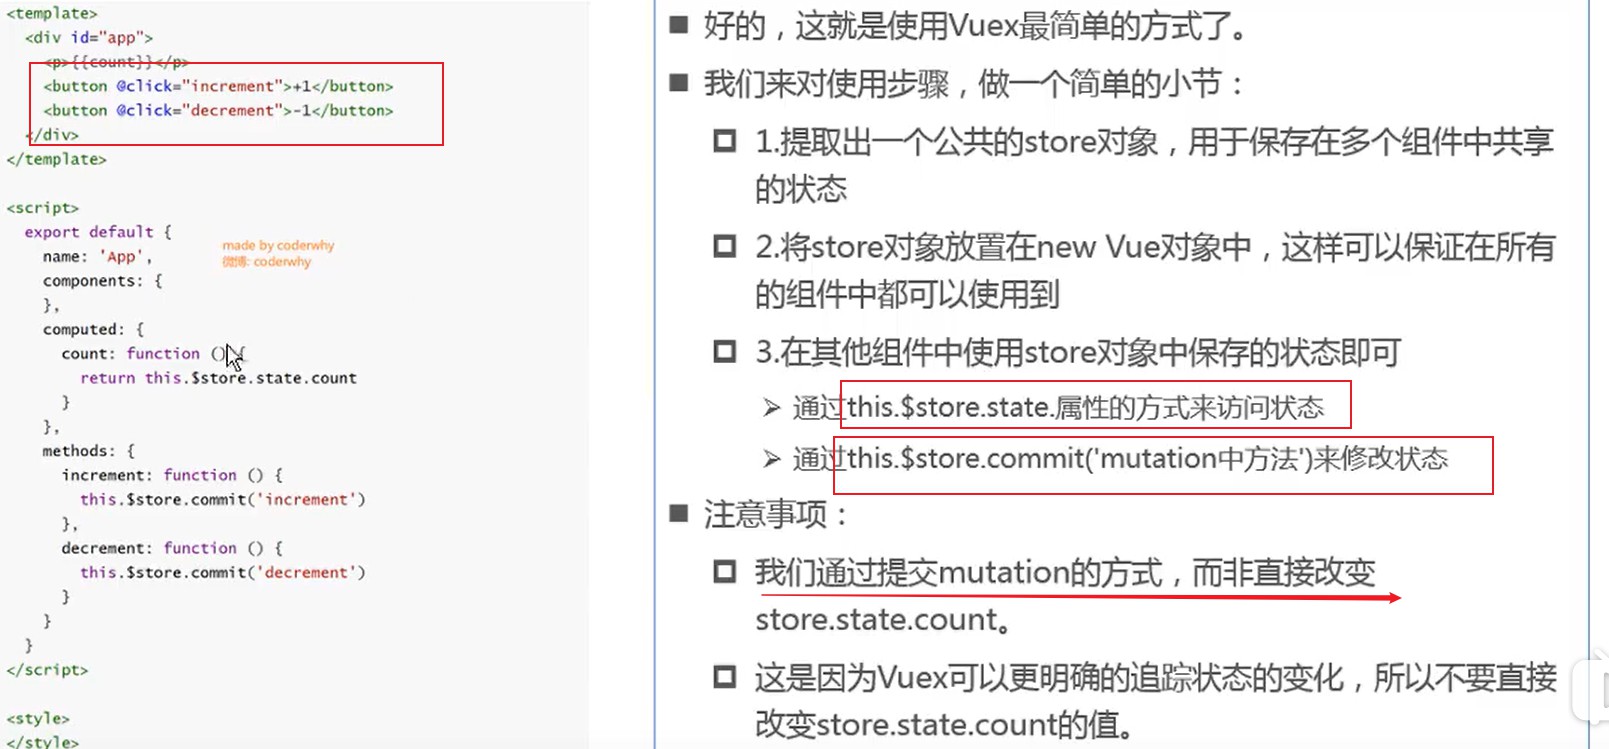 <template>
<div id="app">
<p>{{count}}</p>
<button @click="increment">+1</button>
<button @click="decrement">-1</button>
</div>
</template>
<script>
export default {
name: 'App',
components: {
},
computed: {
count: function () {
return this.$store.state.count
}
},
methods: {
increment: function () {
this.$store.commit('increment')
},
decrement: function () {
this.$store.commit('decrement')
}
}
}
</script>
<style>
</style>
made by coderwhy
微博: coderwhy
好的，这就是使用Vuex最简单的方式了。
我们来对使用步骤，做一个简单的小节：
1.提取出一个公共的store对象，用于保存在多个组件中共享
的状态
2.将store对象放置在new Vue对象中，这样可以保证在所有
的组件中都可以使用到
3.在其他组件中使用store对象中保存的状态即可
通过this.$store.state.属性的方式来访问状态
通过this.$store.commit('mutation中方法')来修改状态
注意事项：
我们通过提交mutation的方式，而非直接改变
store.state.count。
这是因为Vuex可以更明确的追踪状态的变化，所以不要直接
改变store.state.count的值。